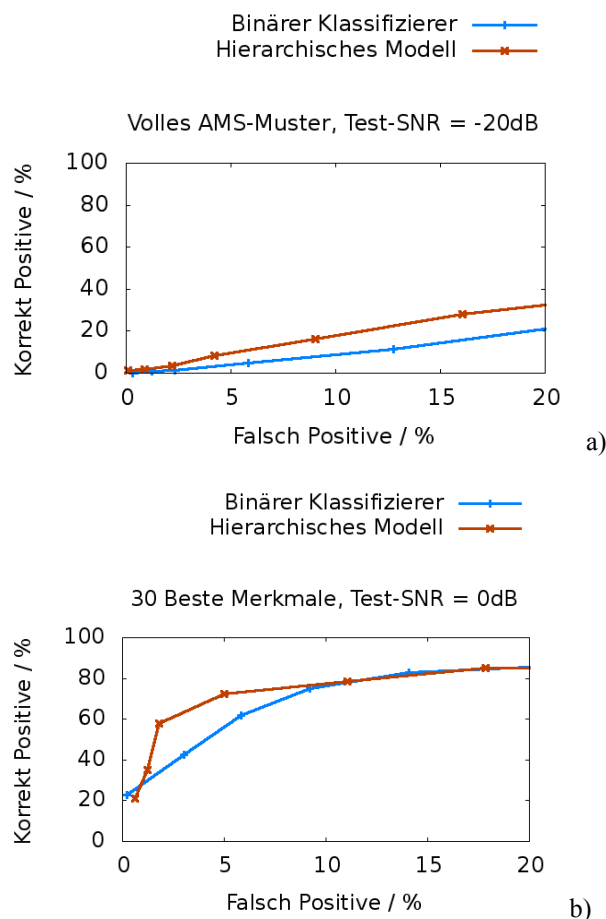 Binärer Klassifizierer
Hierarchisches Modell
Volles AMS-Muster, Test-SNR = -20dB
Korrekt Positive / %
100
80
60
40
20
0
0 5 10 15 20
Falsch Positive / %
a)
Binärer Klassifizierer
Hierarchisches Modell
30 Beste Merkmale, Test-SNR = 0dB
Korrekt Positive / %
100
80
60
40
20
0
0 5 10 15 20
Falsch Positive / %
b)